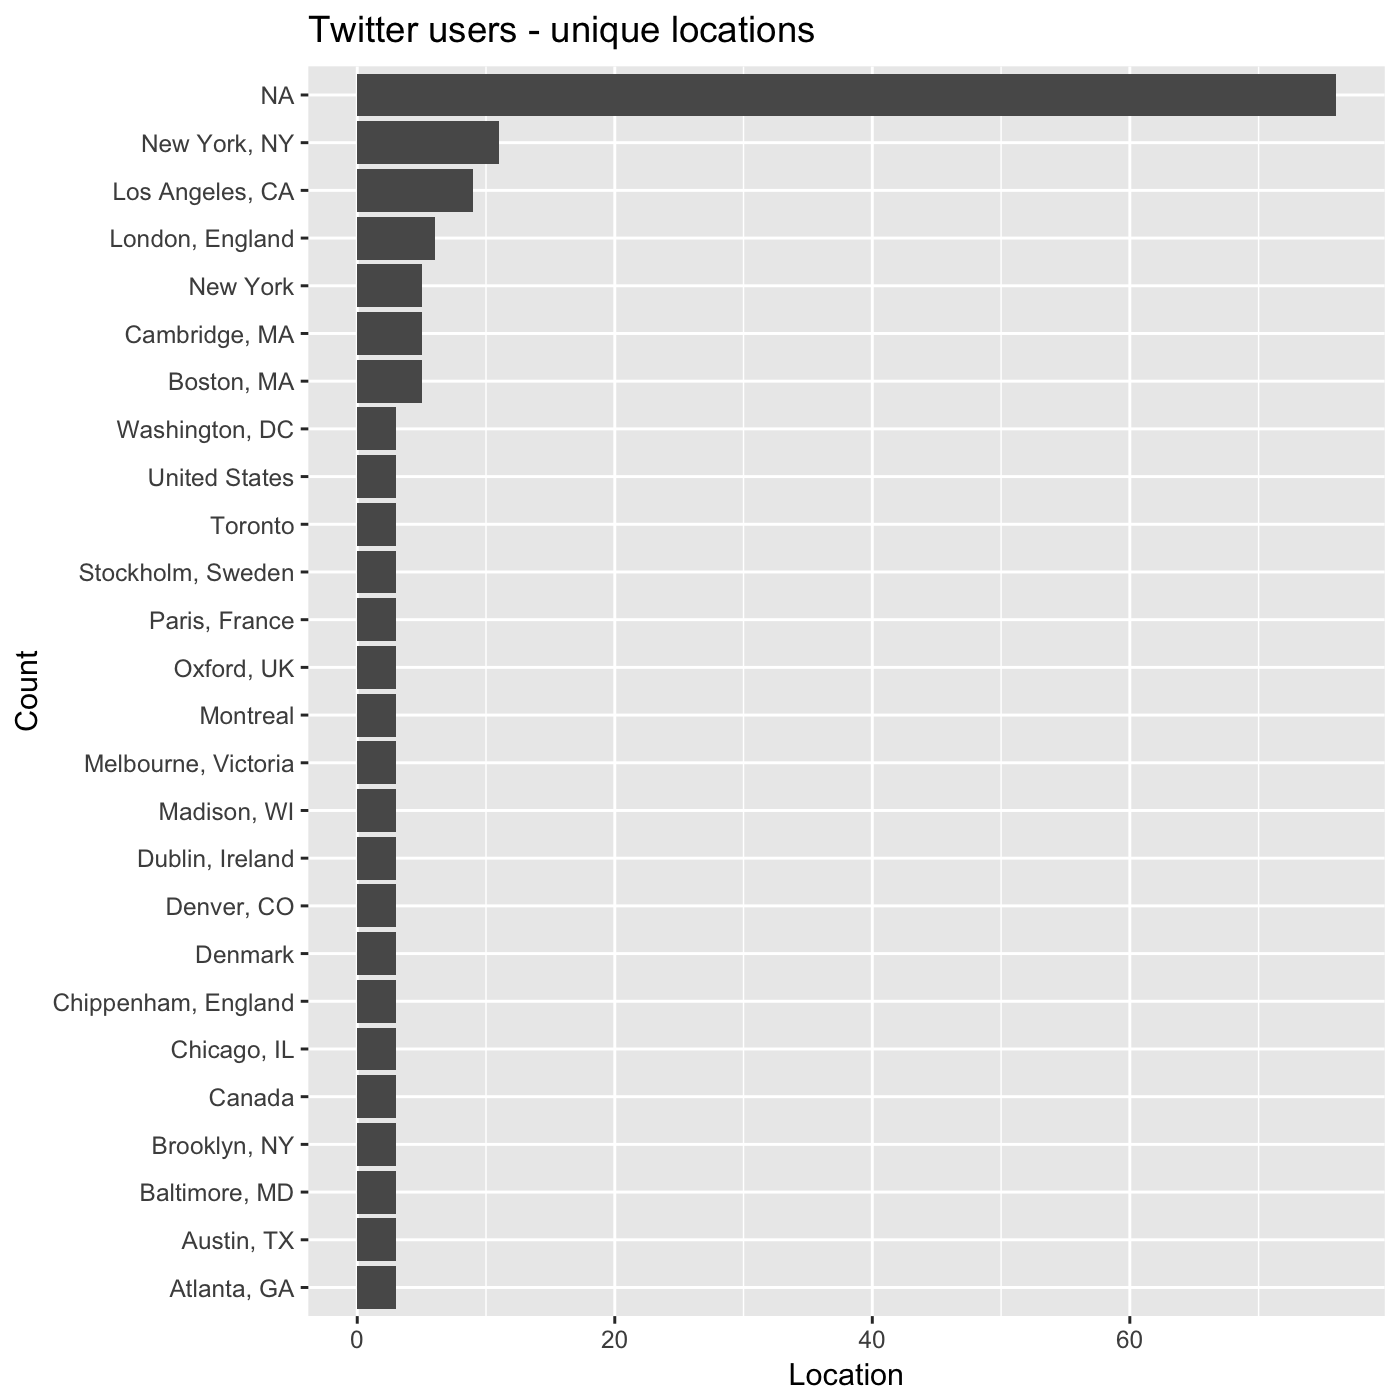 Twitter users - unique locations
NA
New York, NY
Los Angeles, CA
London, England
New York
Cambridge, MA
Boston, MA
Washington, DC
United States
Toronto
Stockholm, Sweden
Paris, France
Oxford, UK
Montreal
Melbourne, Victoria
Madison, WI
Dublin, Ireland
Denver, CO
Denmark
Chippenham, England
Chicago, IL
Canada
Brooklyn, NY
Baltimore, MD
Austin, TX
Atlanta, GA
Count
0 20 40 60
Location